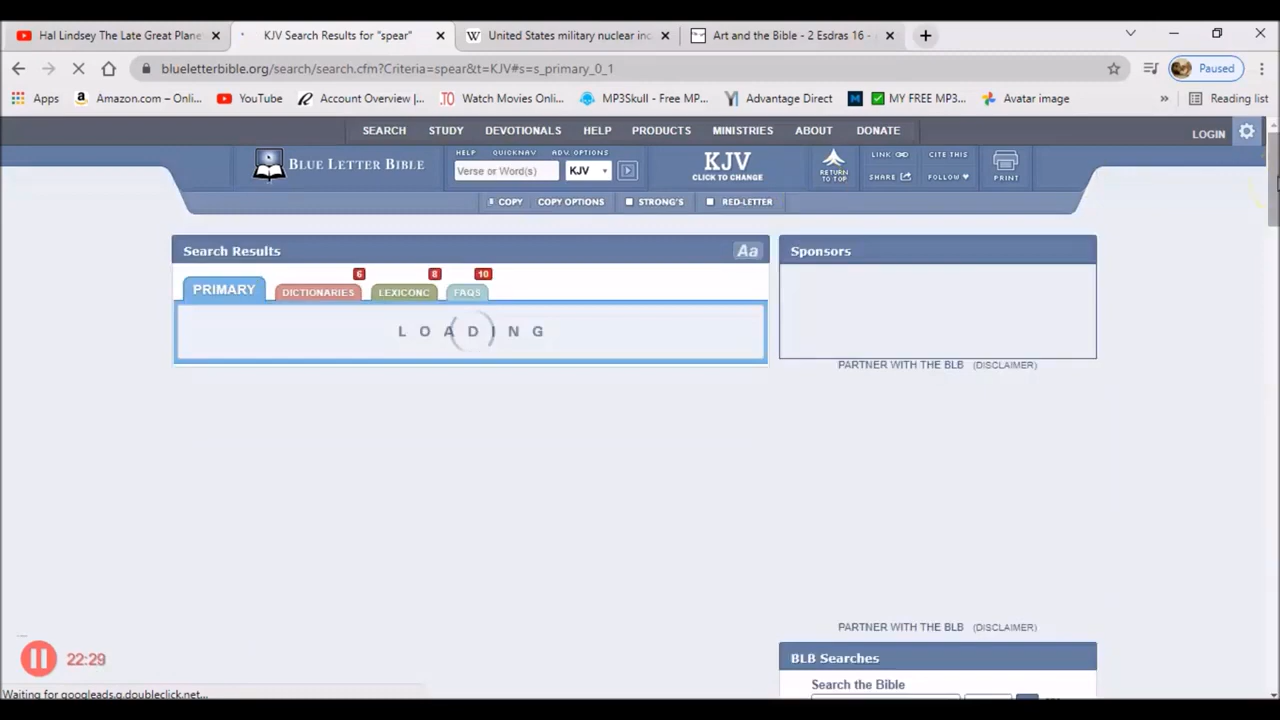 Hal Lindsey The Late Great Plane
KJV Search Results for "spear"
United States military nuclear inc
Art and the Bible - 2 Esdras 16 -
blueletterbible.org/search/search.cfm?Criteria=spear&t=KJV#s=s_primary_0_1
Paused
Apps
Amazon.com – Onli...
YouTube
Account Overview |...
Watch Movies Onl...
MP3Skull - Free MP...
Advantage Direct
MY FREE MP3...
Avatar image
Reading list
SEARCH STUDY DEVOTIONALS HELP PRODUCTS MINISTRIES ABOUT DONATE
LOGIN
BLUE LETTER BIBLE
HELP QUICKNAV ADV. OPTIONS
Verse or Word(s) KJV
KJV
CLICK TO CHANGE
RETURN
TO TOP
LINK CITE THIS
SHARE FOLLOW
PRINT
COPY COPY OPTIONS STRONG'S RED-LETTER
Search Results Aa
Sponsors
6 8 10
PRIMARY DICTIONARIES LEXICONC FAQS
LOADING
PARTNER WITH THE BLB (DISCLAIMER)
PARTNER WITH THE BLB (DISCLAIMER)
BLB Searches
Search the Bible
22:29
Waiting for googleads.g.doubleclick.net...